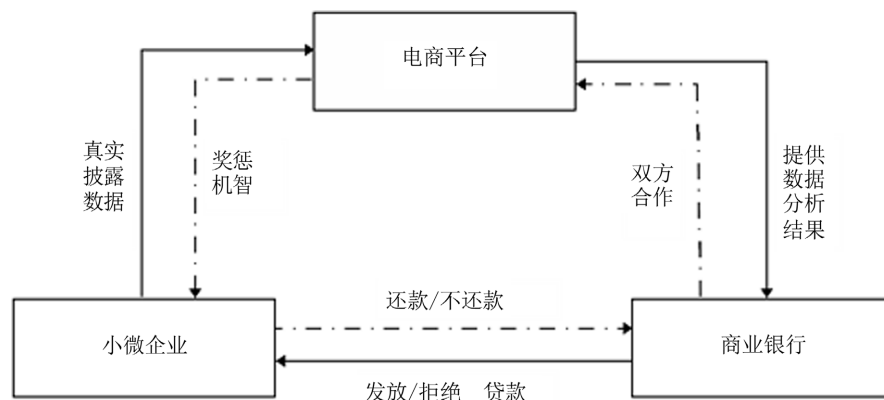 电商平台
真实
披露
数据
奖惩
机智
双方
合作
提供
数据
分析
结果
还款/不还款
小微企业
商业银行
发放/拒绝 贷款